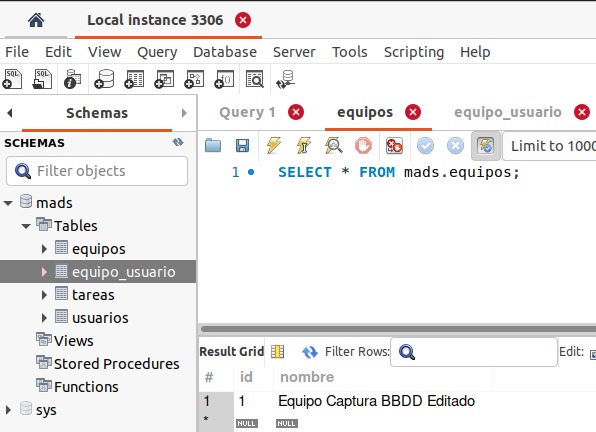 Local instance 3306
File Edit View Query Database Server Tools Scripting Help
Schemas
Query 1 equipos equipo_usuario
SCHEMAS
Limit to 1000
Filter objects
1 SELECT * FROM mads.equipos;
mads
Tables
equipos
equipo_usuario
tareas
usuarios
Views
Stored Procedures
Functions
sys
Result Grid Filter Rows: Edit:
# id nombre
1 1 Equipo Captura BBDD Editado
* NULL NULL